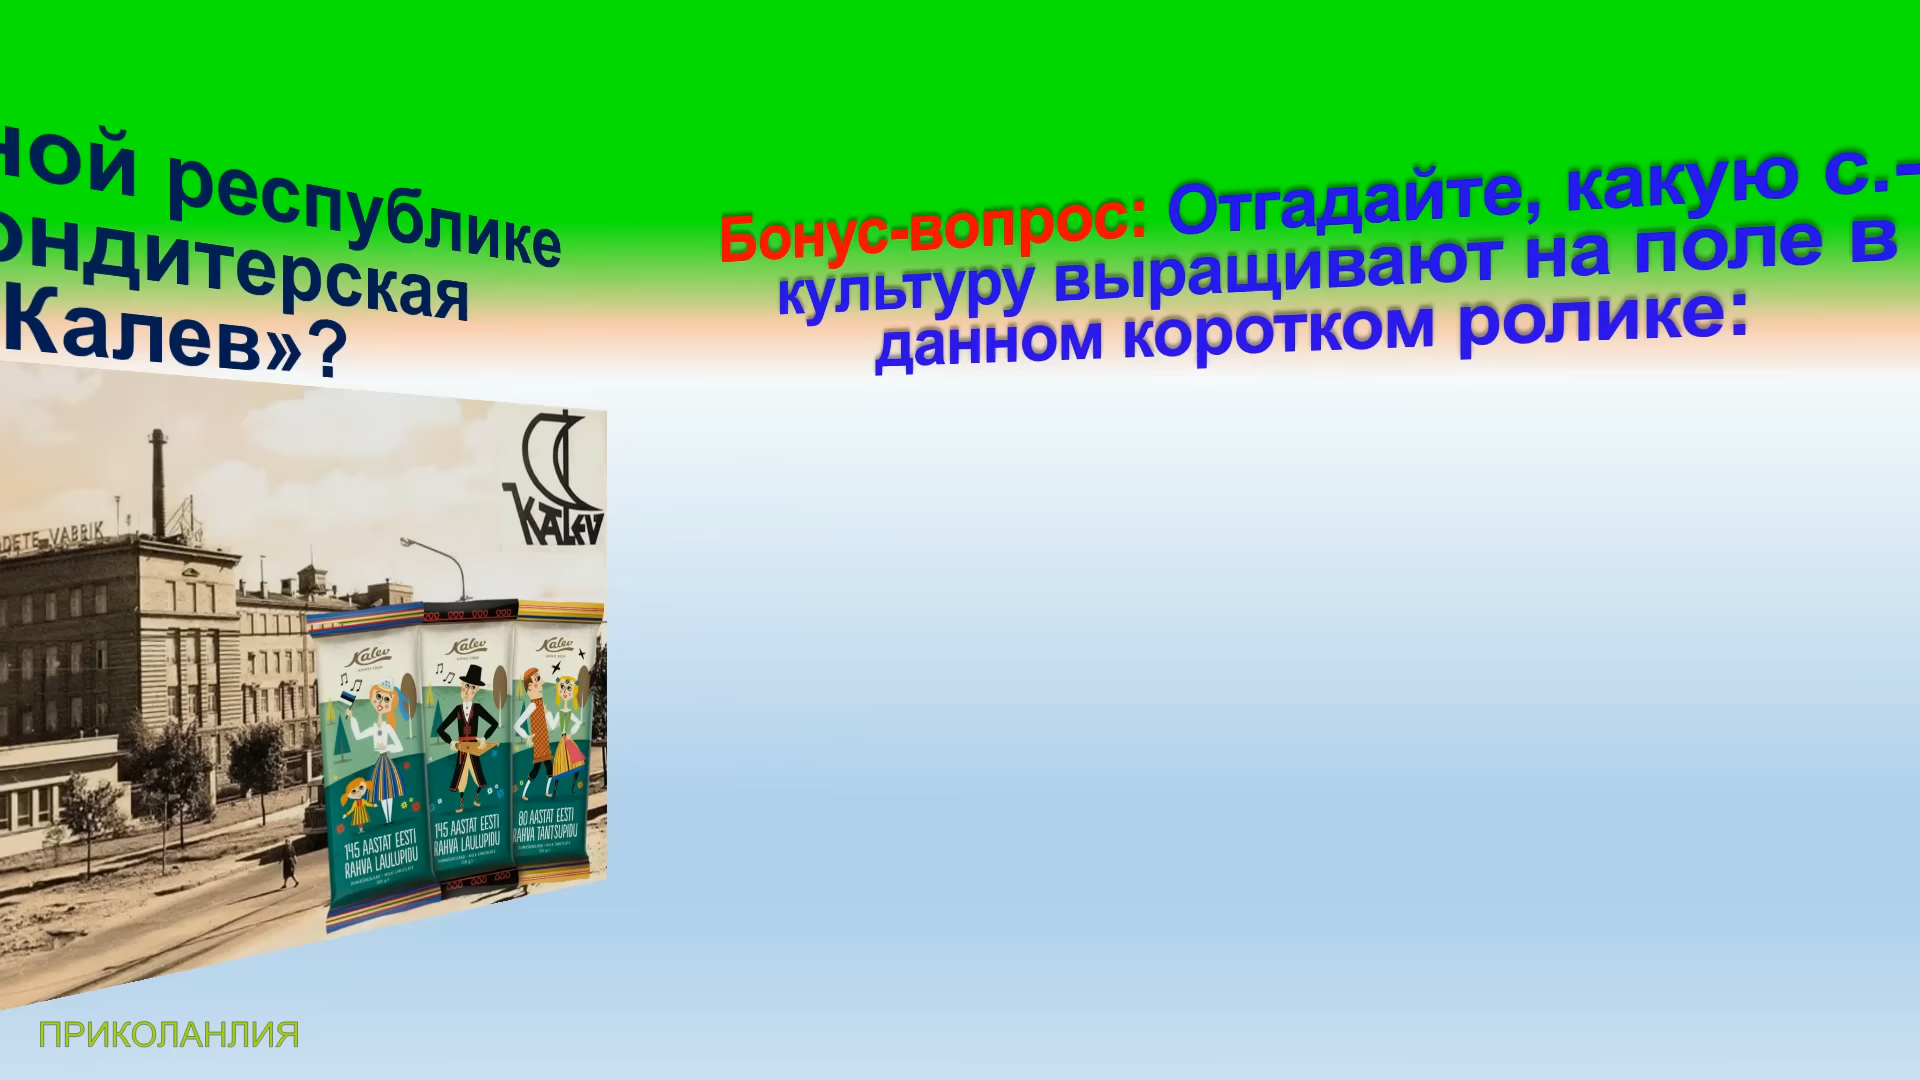 ной республике
ондитерская
Калев»?
Бонус-вопрос: Отгадайте, какую с.-
культуру выращивают на поле в
данном коротком ролике:
KALEV
DETE VABRIK
Kalev
145 AASTAT EESTI
RAHVA LAULUPIDU
Kalev
145 AASTAT EESTI
RAHVA LAULUPIDU
Kalev
80 AASTAT EESTI
RAHVA TANTSUPIDU
ПРИКОЛАНЛИЯ